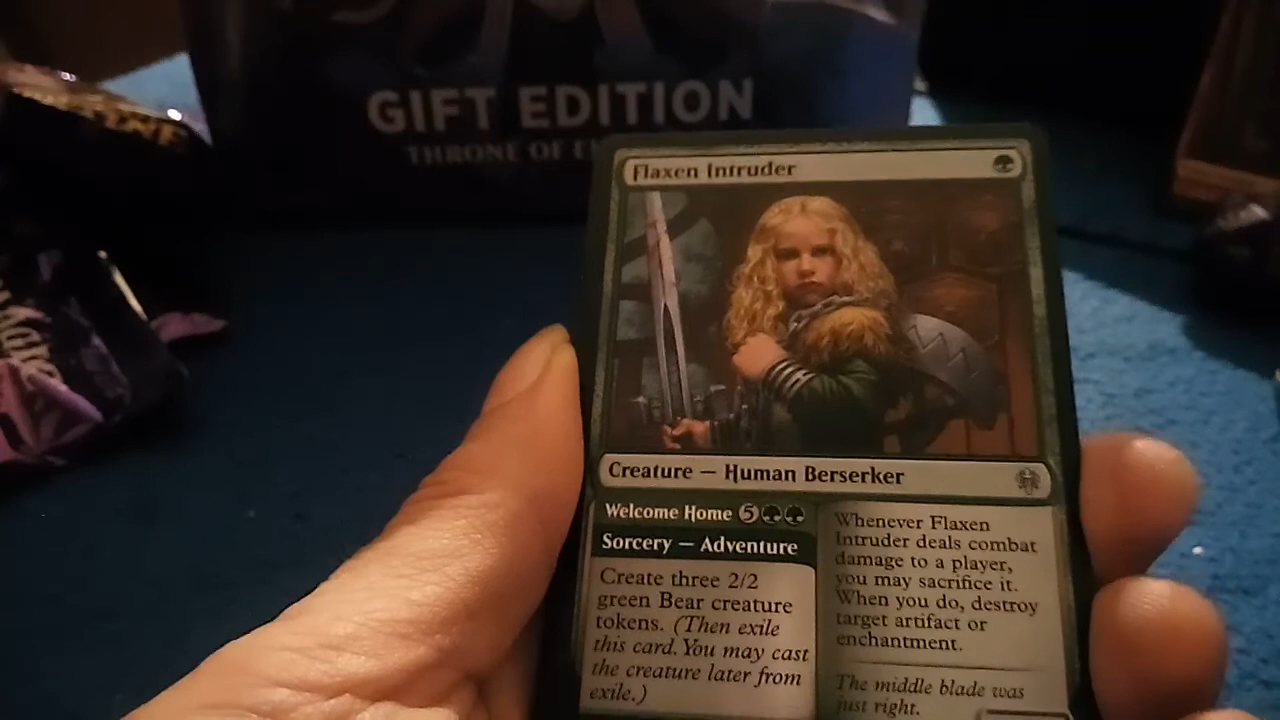 GIFT EDITION
THRONE OF
Flaxen Intruder
Creature — Human Berserker
Welcome Home 5
Sorcery — Adventure
Create three 2/2
green Bear creature
tokens. (Then exile
this card. You may cast
the creature later from
exile.)
Whenever Flaxen
Intruder deals combat
damage to a player,
you may sacrifice it.
When you do, destroy
target artifact or
enchantment.
The middle blade was
just right.